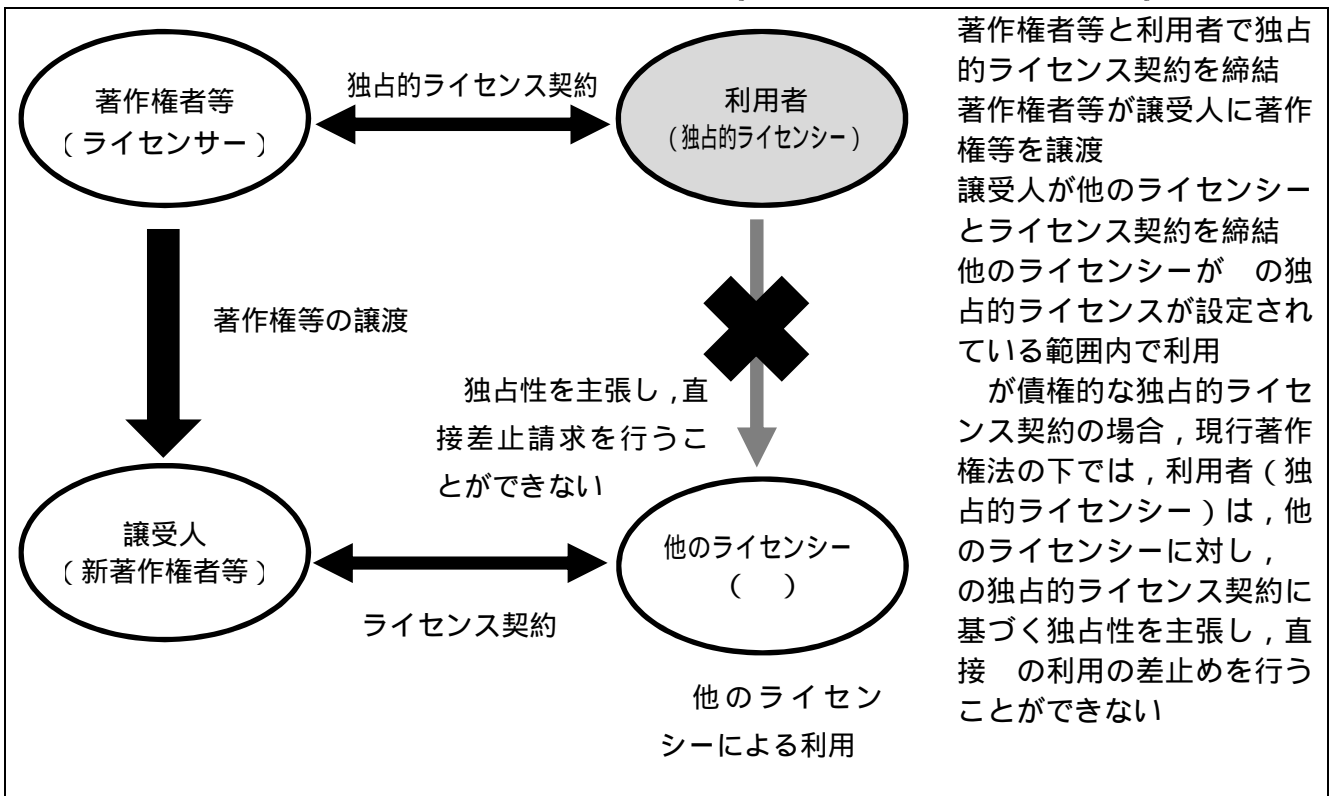 著作権者等
（ライセンサー）
独占的ライセンス契約
利用者
（独占的ライセンシー）
著作権等の譲渡
独占性を主張し，直
接差止請求を行うこ
とができない
譲受人
（新著作権者等）
ライセンス契約
他のライセンシー
（　）
他のライセン
シーによる利用
著作権者等と利用者で独占
的ライセンス契約を締結
著作権者等が譲受人に著作
権等を譲渡
譲受人が他のライセンシー
とライセンス契約を締結
他のライセンシーが　の独
占的ライセンスが設定され
ている範囲内で利用
　が債権的な独占的ライセ
ンス契約の場合，現行著作
権法の下では，利用者（独
占的ライセンシー）は，他
のライセンシーに対し，
の独占的ライセンス契約に
基づく独占性を主張し，直
接　の利用の差止めを行う
ことができない